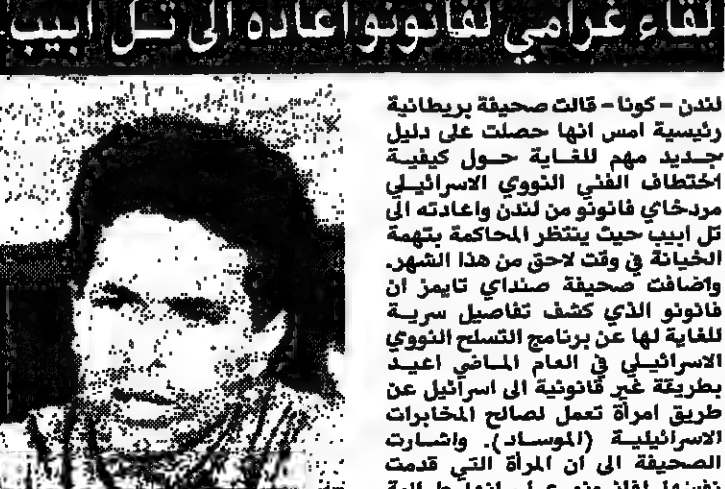 لقاء غرامي لفانونو اعاده الى تل ابيب
لندن - كونا - قالت صحيفة بريطانية
رئيسية امس انها حصلت على دليل
جديد مهم للغاية حول كيفية
اختطاف الفني النووي الاسرائيلي
مردخاي فانونو من لندن واعادته الى
تل ابيب حيث ينتظر المحاكمة بتهمة
الخيانة في وقت لاحق من هذا الشهر.
واضافت صحيفة صنداي تايمز ان
فانونو الذي كشف تفاصيل سرية
للغاية لها عن برنامج التسلح النووي
الاسرائيلي في العام الماضي اعيد
بطريقة غير قانونية الى اسرائيل عن
طريق امرأة تعمل لصالح المخابرات
الاسرائيلية (الموساد). واشارت
الصحيفة الى ان المرأة التي قدمت
نفسها لفانونو على انها